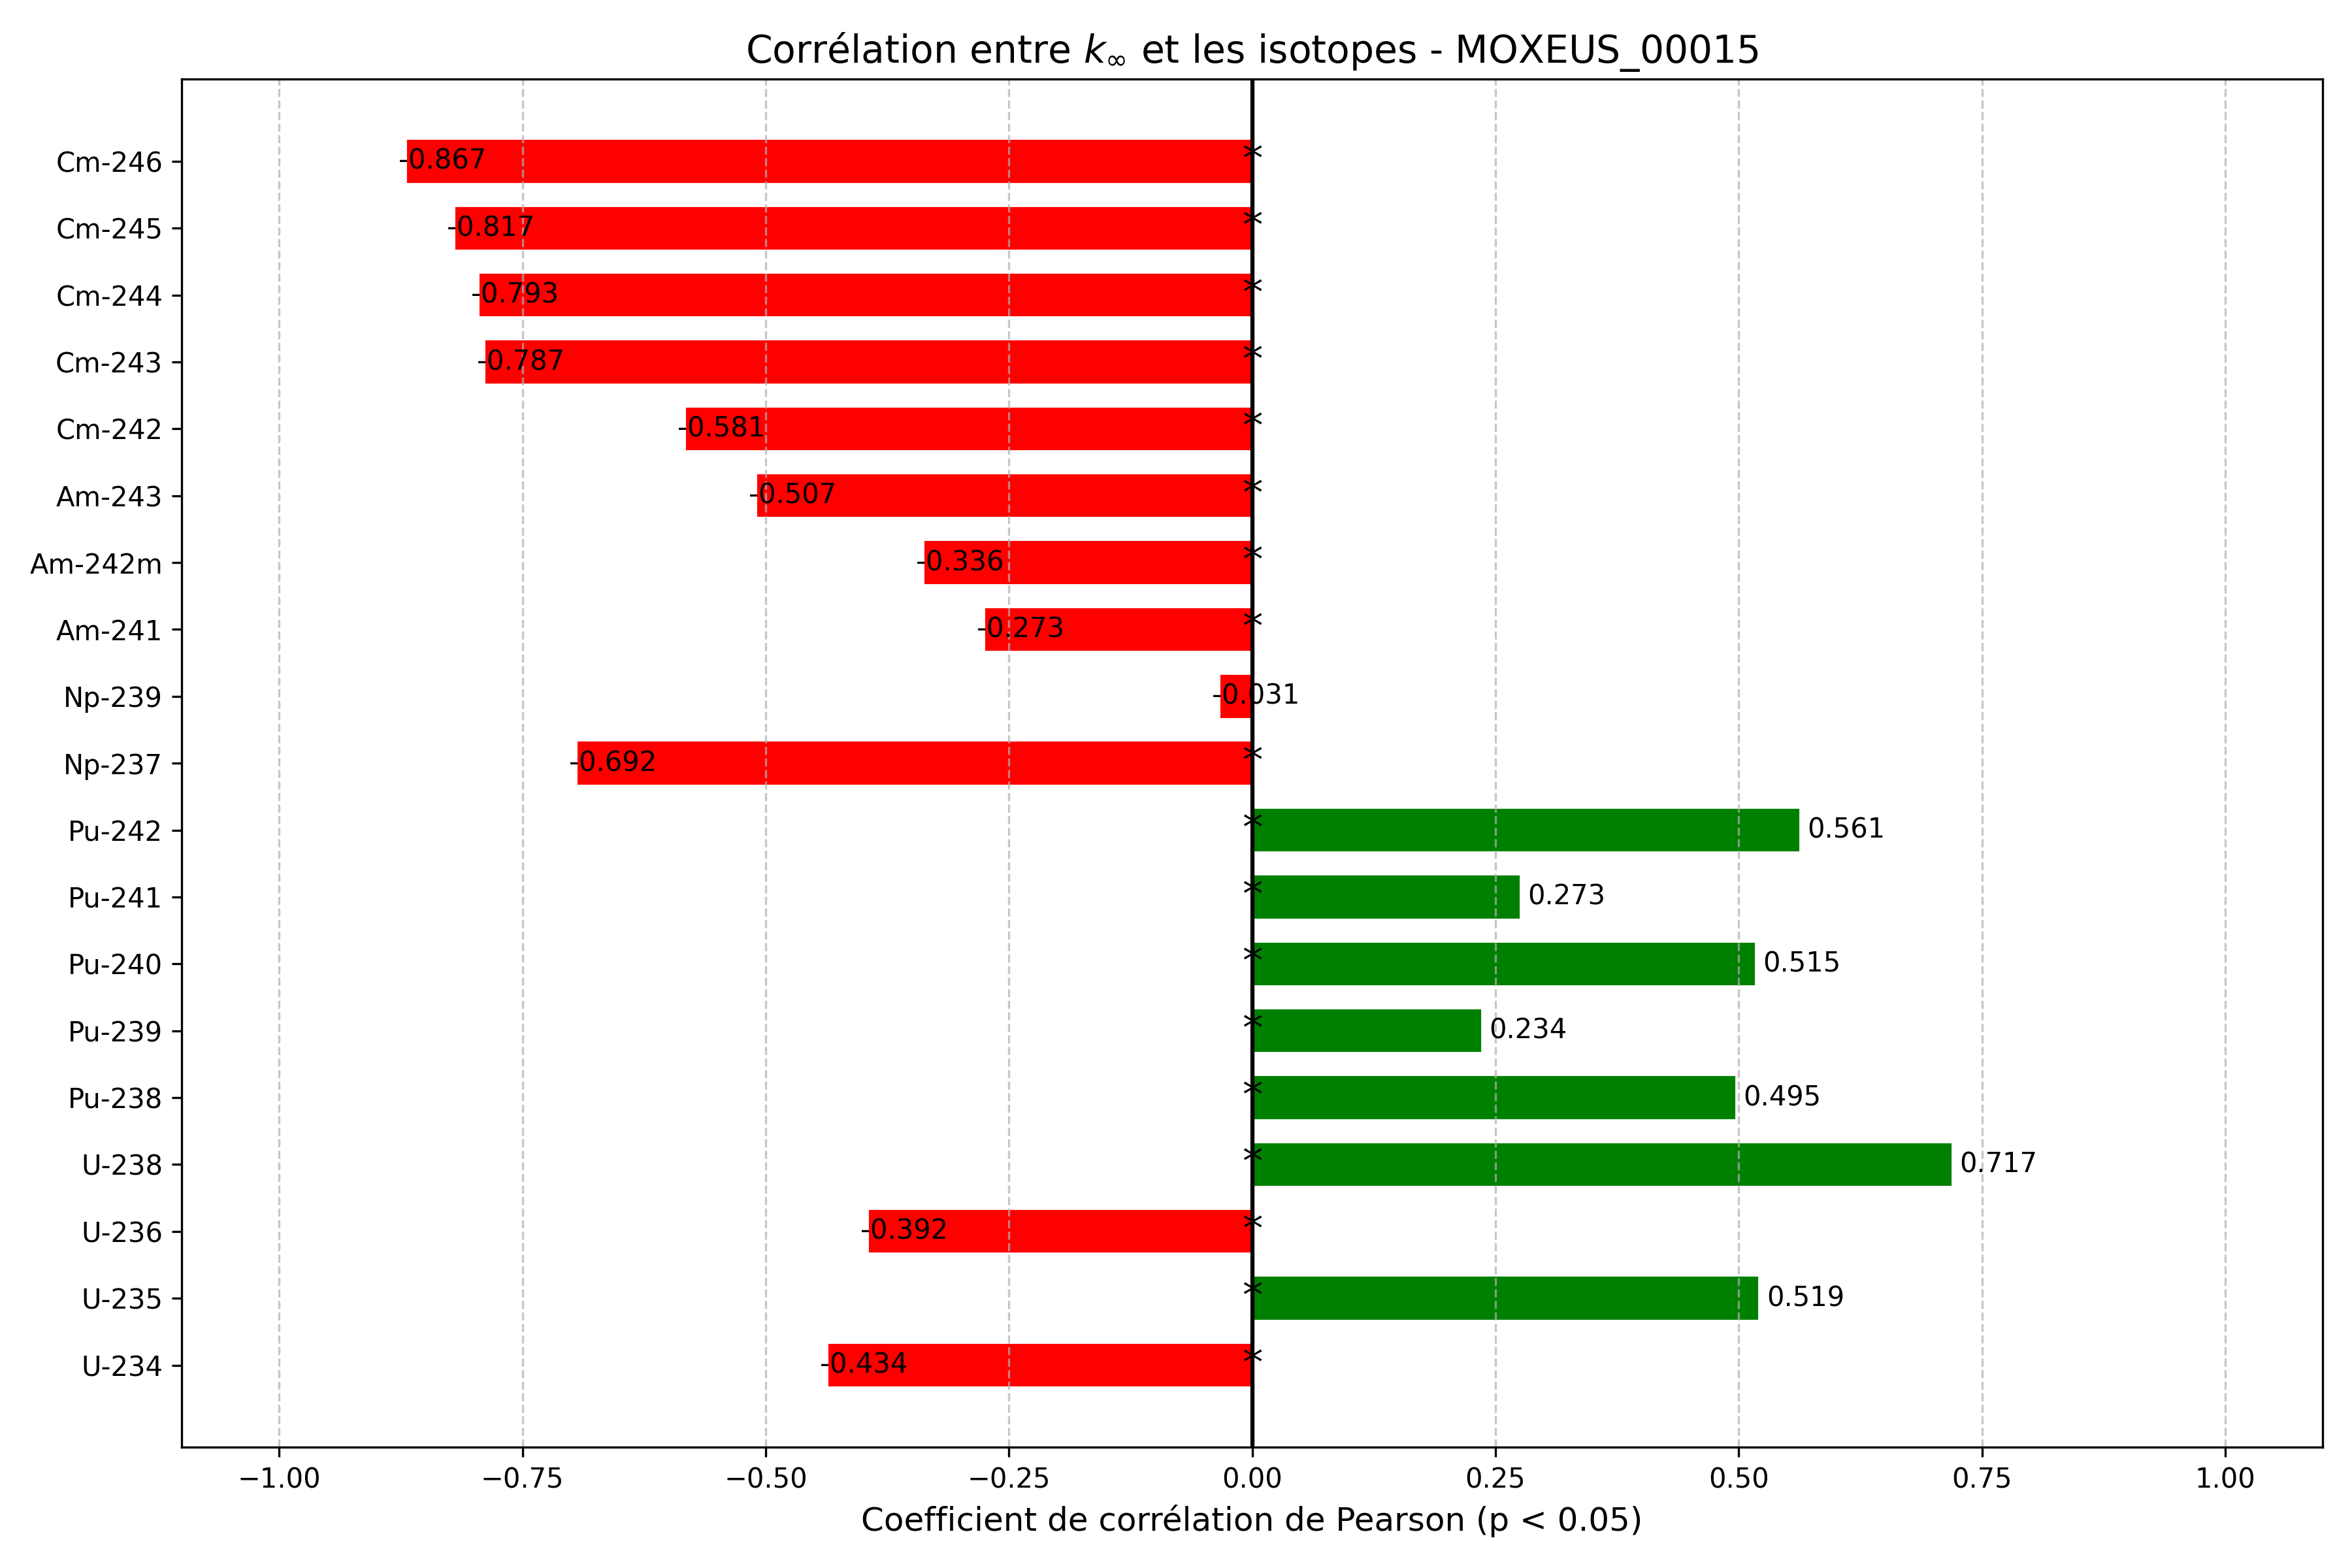 Corrélation entre k∞ et les isotopes - MOXEUS_00015
Cm-246 -0.867 *
Cm-245 -0.817 *
Cm-244 -0.793 *
Cm-243 -0.787 *
Cm-242 -0.581 *
Am-243 -0.507 *
Am-242m -0.336 *
Am-241 -0.273 *
Np-239 -0.031
Np-237 -0.692 *
Pu-242 * 0.561
Pu-241 * 0.273
Pu-240 * 0.515
Pu-239 * 0.234
Pu-238 * 0.495
U-238 * 0.717
U-236 -0.392 *
U-235 * 0.519
U-234 -0.434 *
−1.00 −0.75 −0.50 −0.25 0.00 0.25 0.50 0.75 1.00
Coefficient de corrélation de Pearson (p < 0.05)